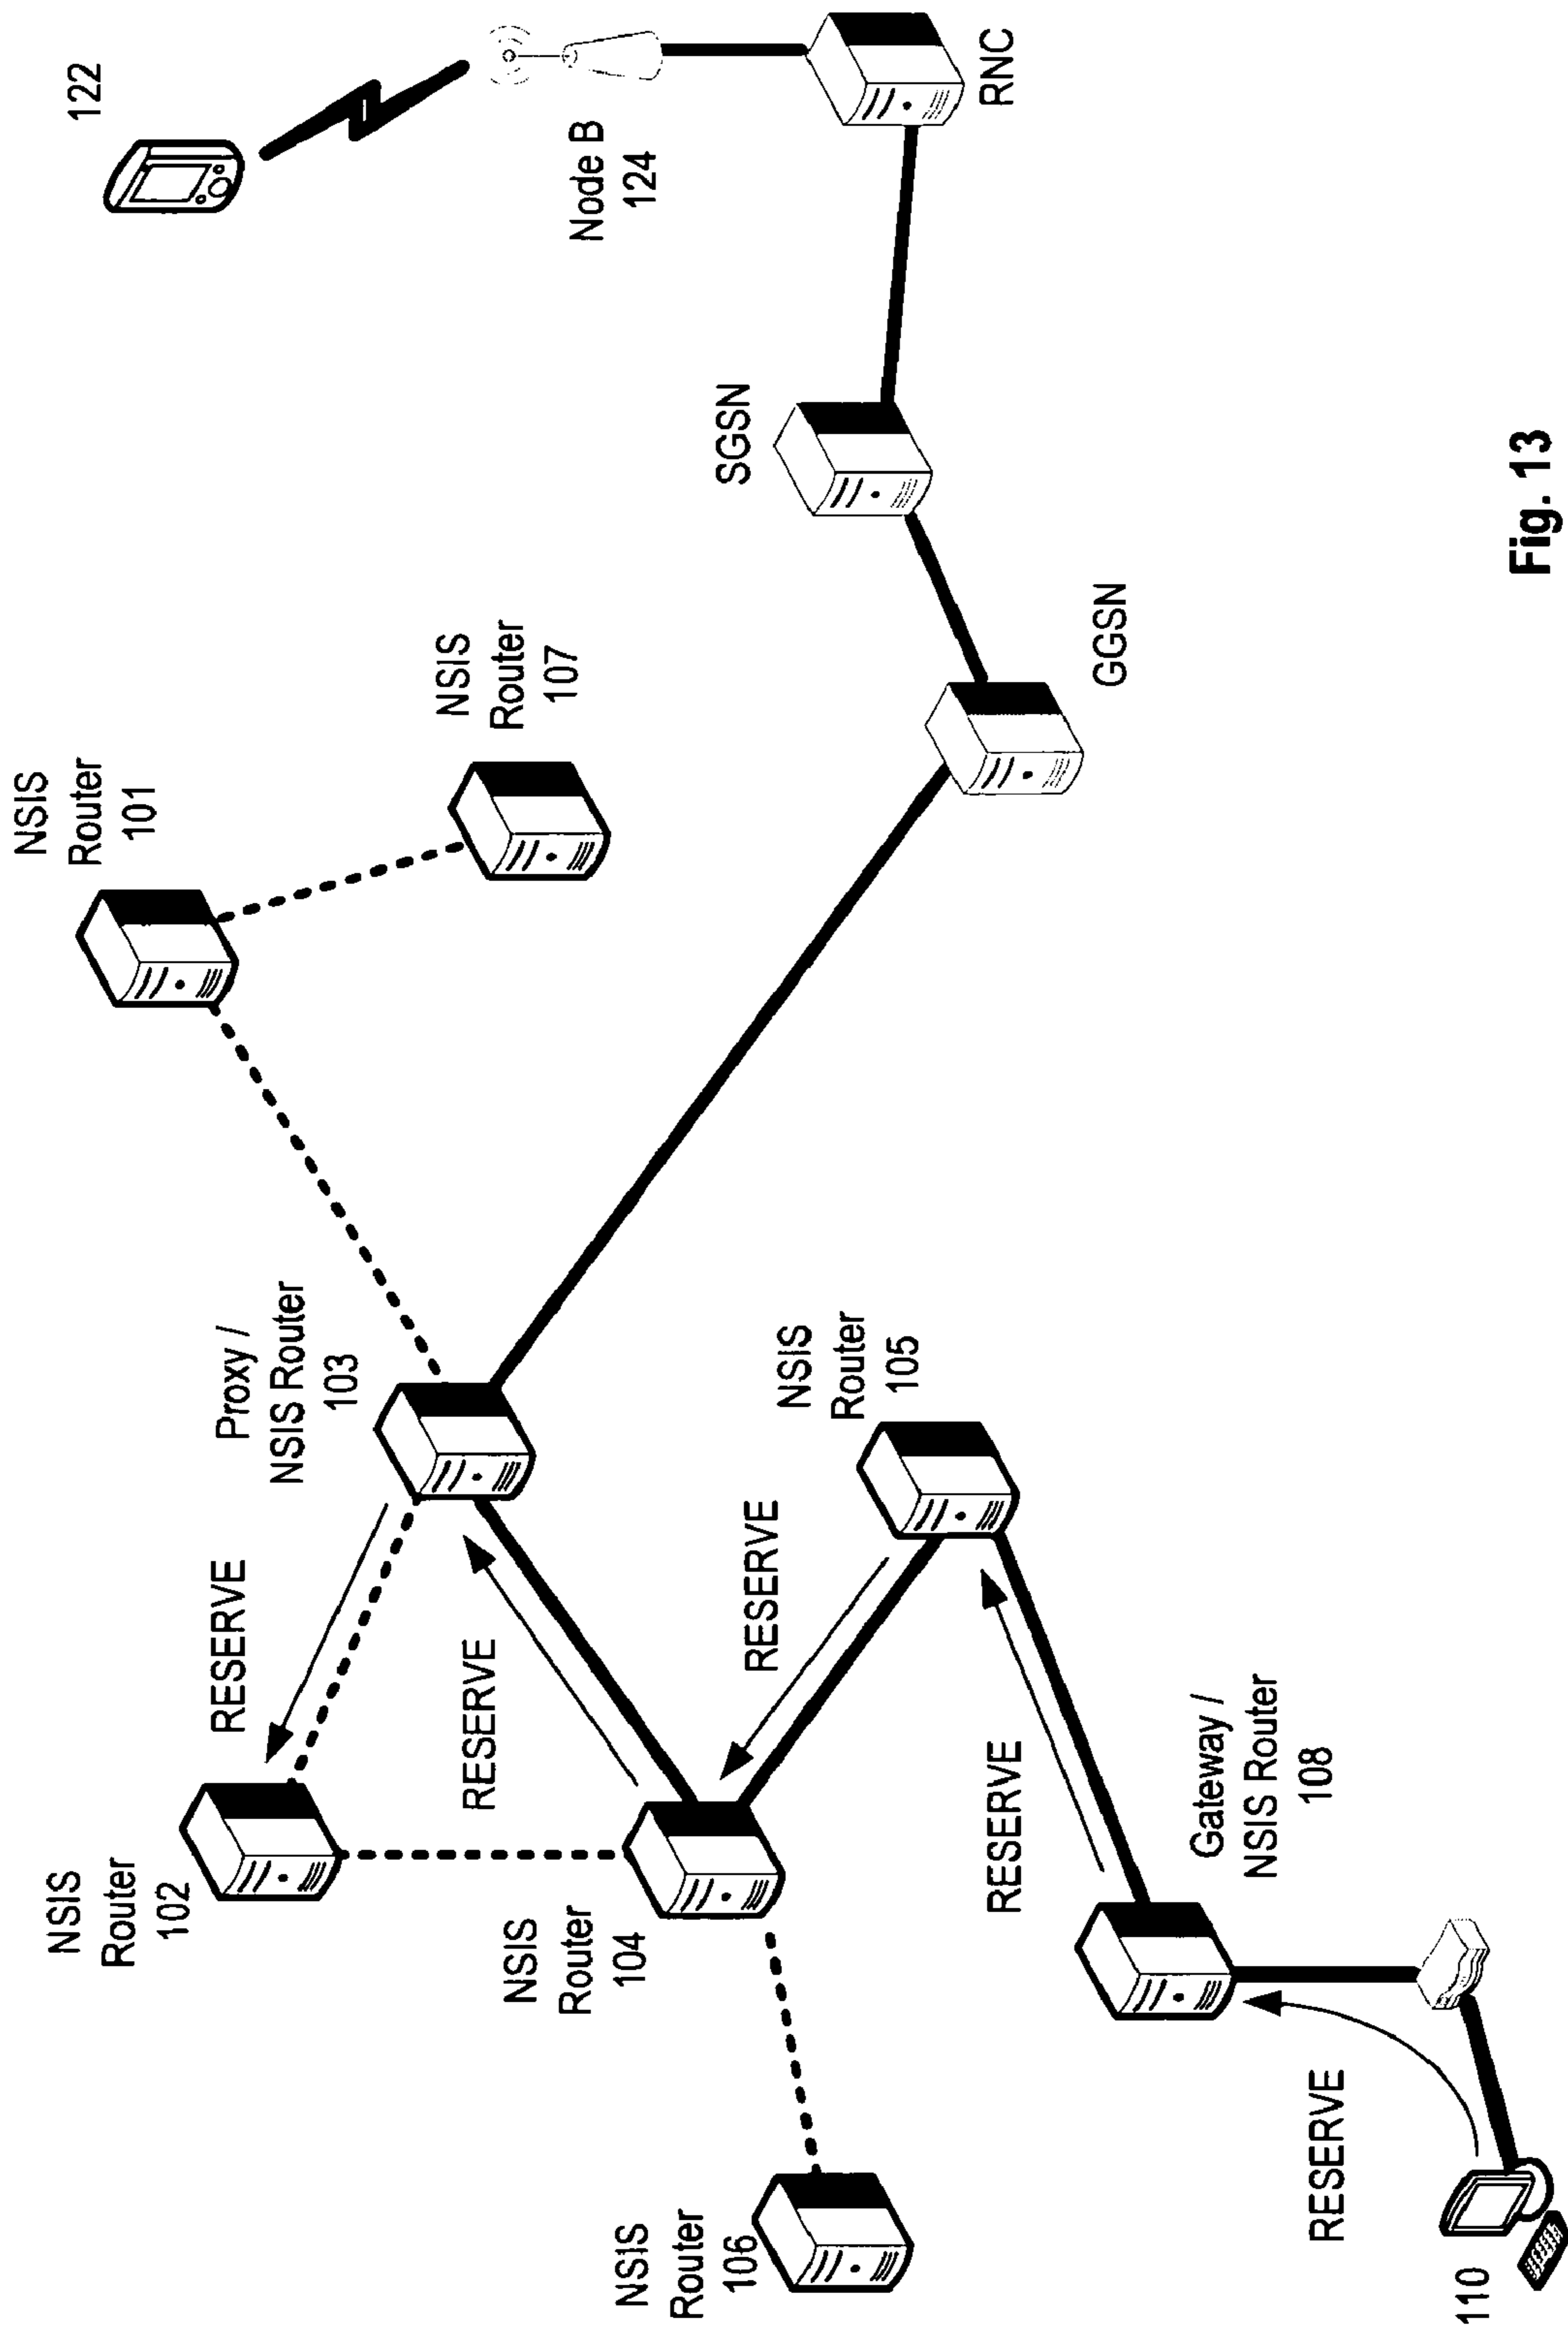 NSIS
Router
102
NSIS
Router
101
122
RESERVE
Proxy /
NSIS Router
103
NSIS
Router
107
Node B
124
NSIS
Router
104
RESERVE
NSIS
Router
106
RESERVE
NSIS
Router
105
SGSN
RNC
RESERVE
GGSN
Gateway /
NSIS Router
108
RESERVE
110
Fig. 13